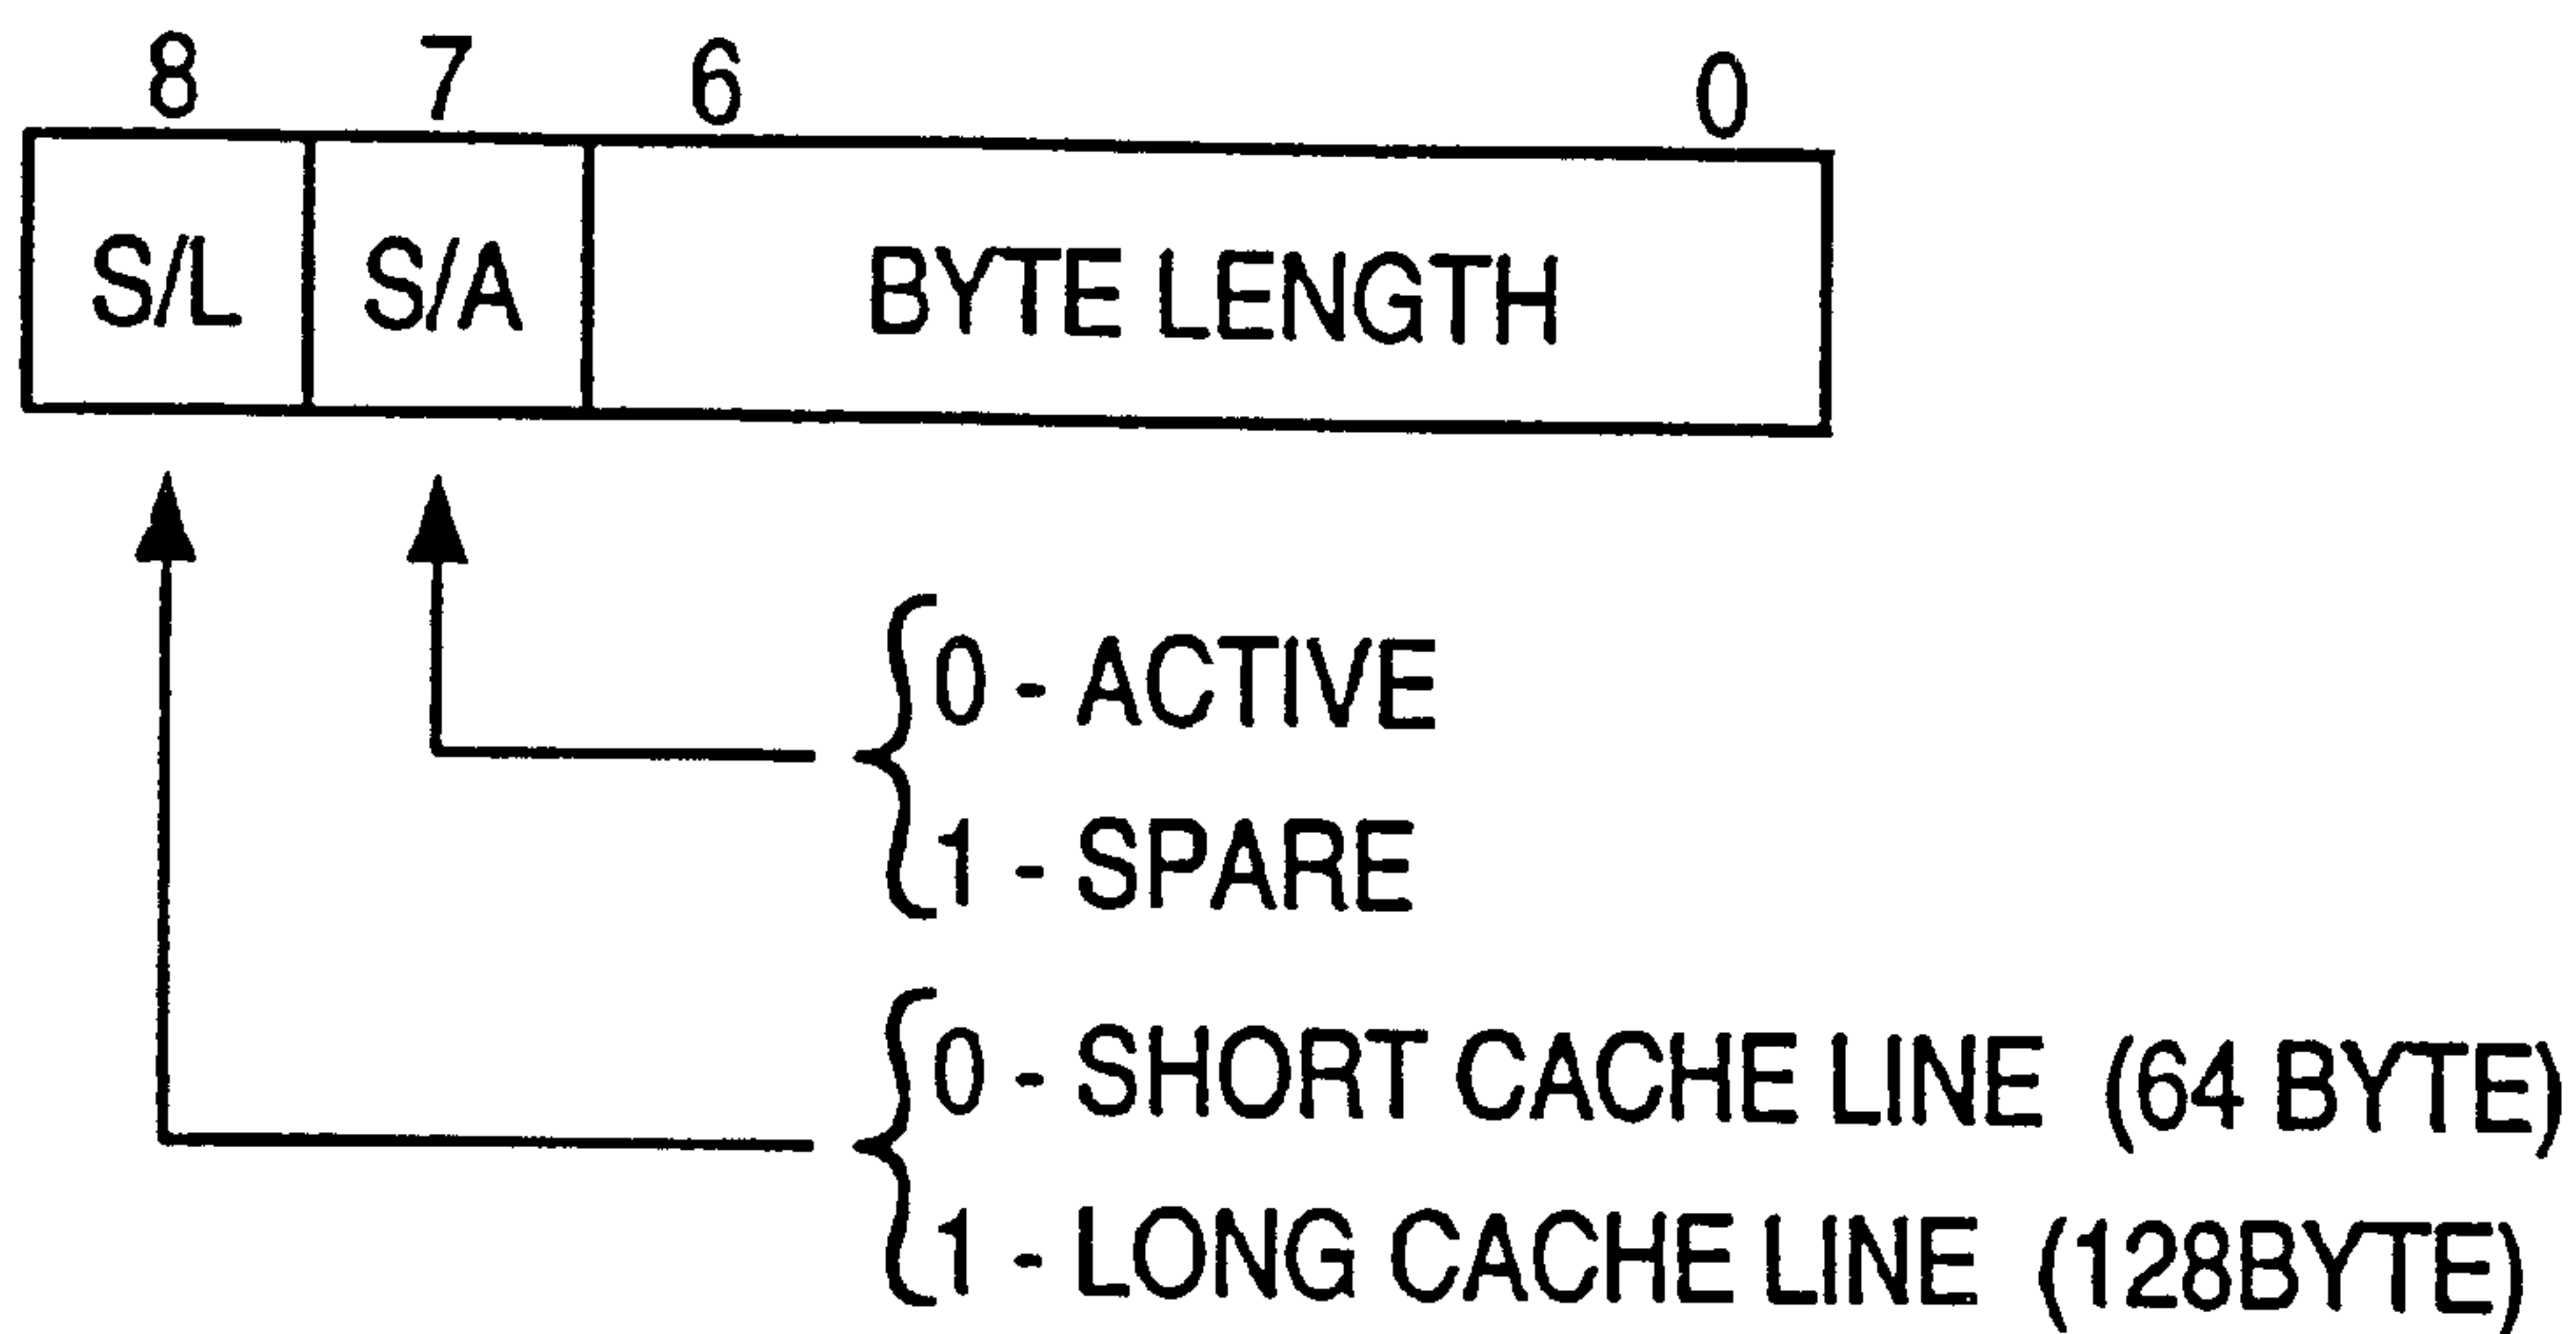 8 7 6 0
S/L S/A BYTE LENGTH
0 - ACTIVE
1 - SPARE
0 - SHORT CACHE LINE (64 BYTE)
1 - LONG CACHE LINE (128BYTE)